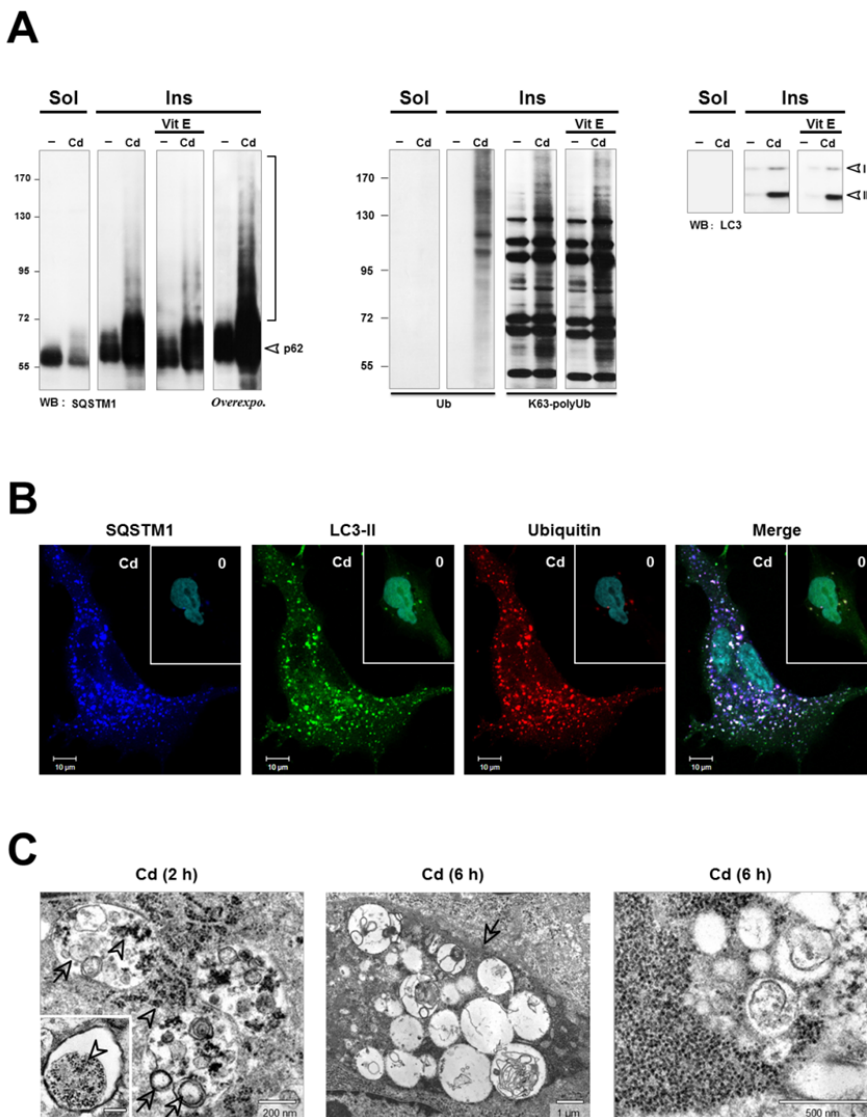 A
Sol Ins
Vit E
– Cd – Cd – Cd – Cd
170
130
95
72
55
p62
WB : SQSTM1 Overexpo.
Sol Ins
Vit E
– Cd – Cd – Cd – Cd
170
130
95
72
55
Ub K63-polyUb
Sol Ins
Vit E
– Cd – Cd – Cd
I
II
WB : LC3
B
SQSTM1 LC3-II Ubiquitin Merge
Cd 0 Cd 0 Cd 0 Cd 0
10 µm 10 µm 10 µm 10 µm
C
Cd (2 h) Cd (6 h) Cd (6 h)
200 nm 1 µm 500 nm